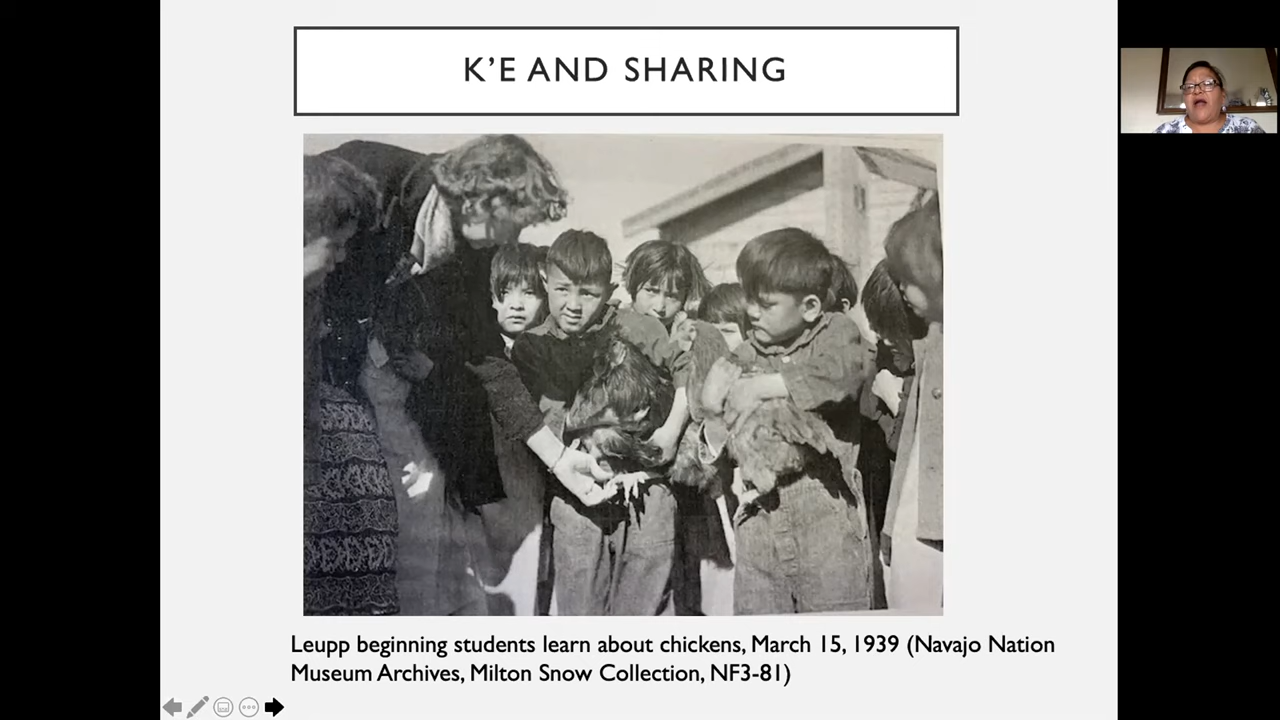 K’E AND SHARING
Leupp beginning students learn about chickens, March 15, 1939 (Navajo Nation
Museum Archives, Milton Snow Collection, NF3-81)